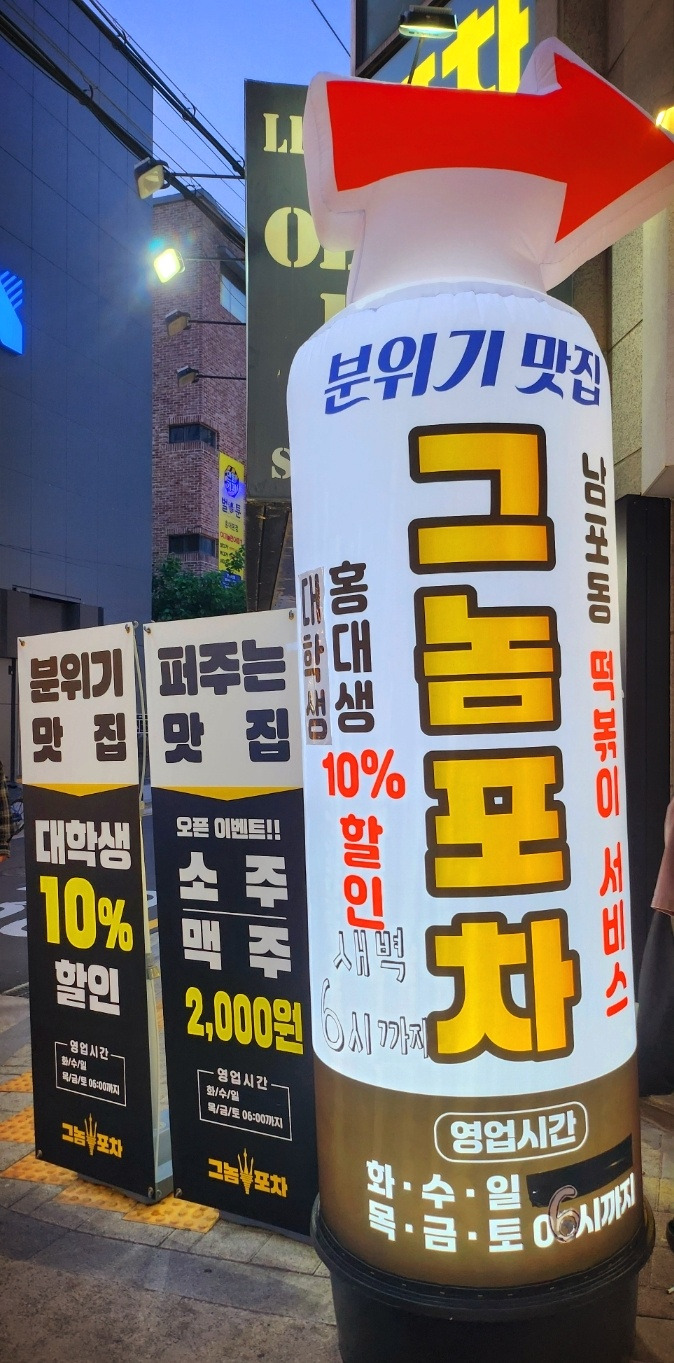 분위기 맛집
그놈포차
남포동 떡볶이 서비스
대학생
홍대생
10%
할인
새벽
6시까지
영업시간
화·수·일
목·금·토 06시까지
분위기
맛 집
대학생
10%
할인
영업시간
화/수/일
목/금/토 06:00까지
그놈포차
퍼주는
맛 집
오픈 이벤트!!
소 주
맥 주
2,000원
영업시간
화/수/일
목/금/토 06:00까지
그놈포차